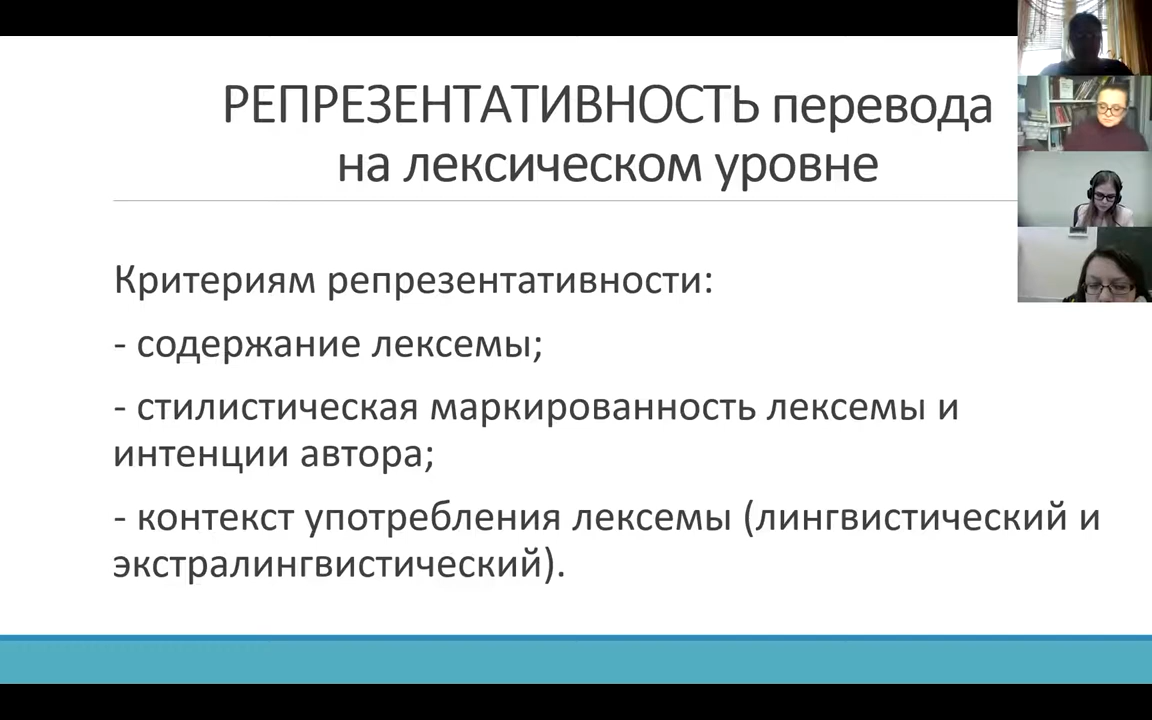 РЕПРЕЗЕНТАТИВНОСТЬ перевода
на лексическом уровне
Критериям репрезентативности:
- содержание лексемы;
- стилистическая маркированность лексемы и
интенции автора;
- контекст употребления лексемы (лингвистический и
экстралингвистический).